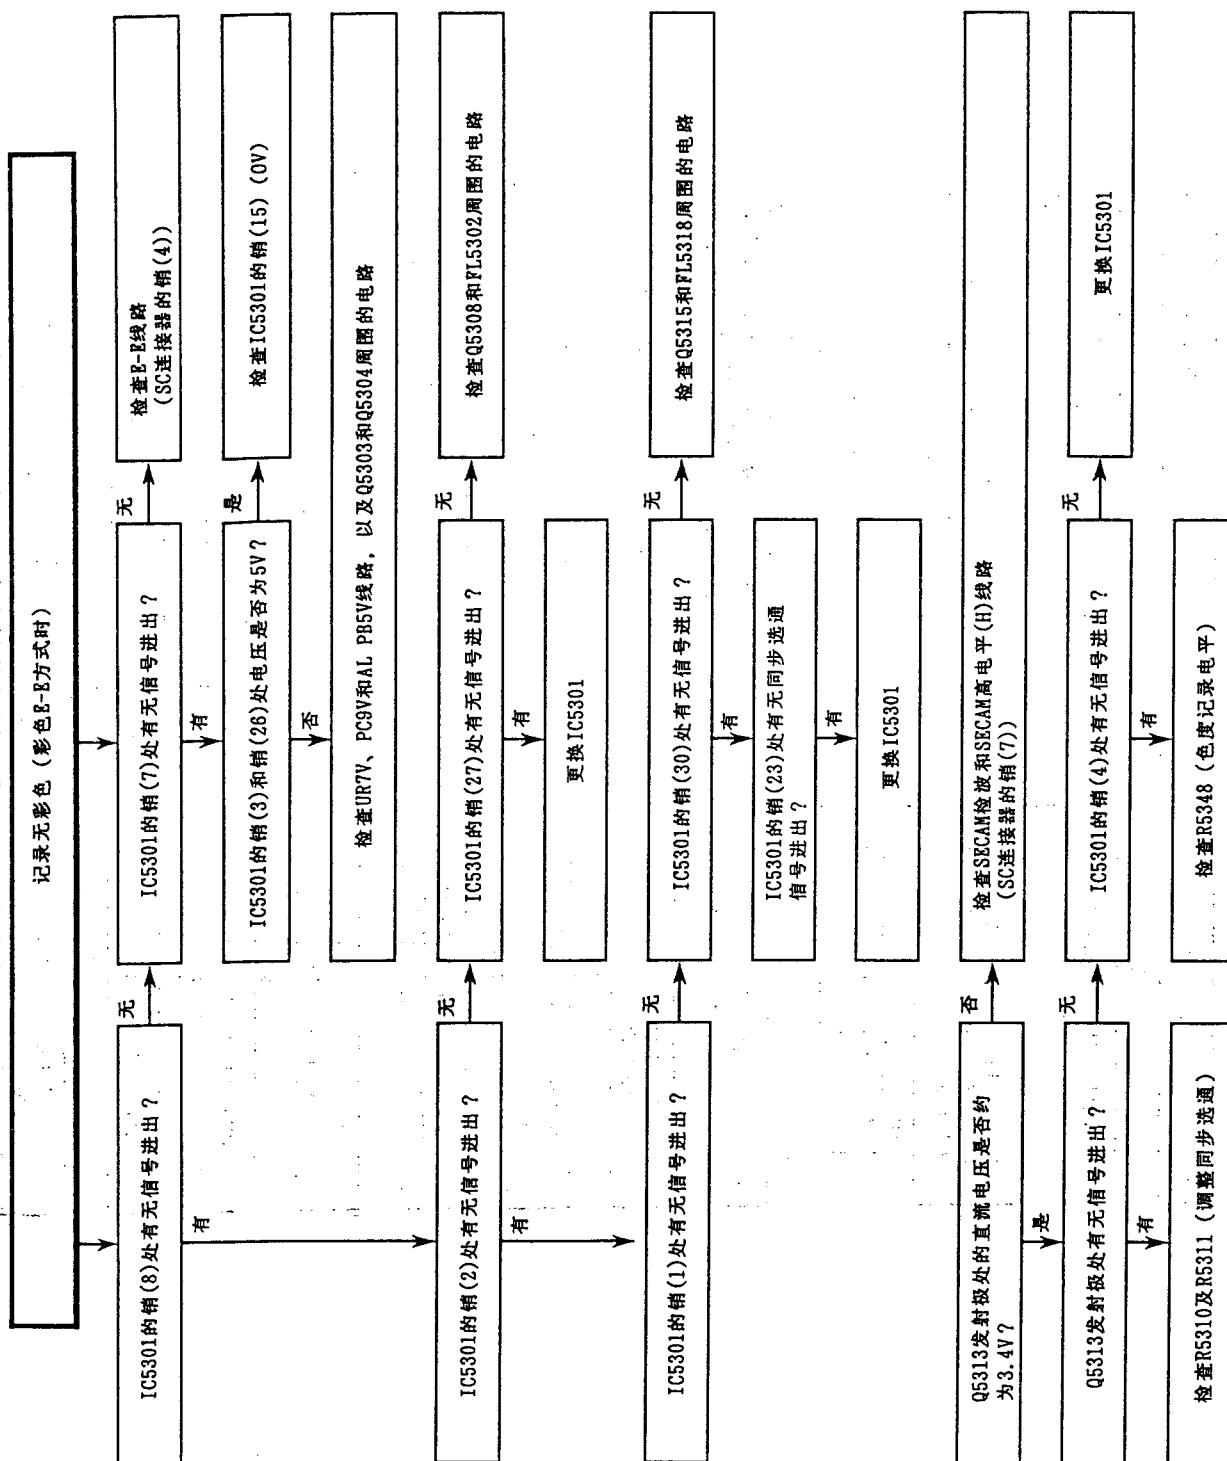 记录无彩色 (彩色E-E方式时)
IC5301的销(8)处有无信号进出?
无
IC5301的销(7)处有无信号进出?
无
检查E-E线路
(SC连接器的销(4))
有
IC5301的销(3)和销(26)处电压是否为5V?
是
检查IC5301的销(15) (0V)
否
检查UR7V、PC9V和AL PB5V线路, 以及Q5303和Q5304周围的电路
有
IC5301的销(2)处有无信号进出?
无
IC5301的销(27)处有无信号进出?
无
检查Q5308和FL5302周围的电路
有
更换IC5301
有
IC5301的销(1)处有无信号进出?
无
IC5301的销(30)处有无信号进出?
无
检查Q5315和FL5318周围的电路
有
IC5301的销(23)处有无同步选通
信号进出?
有
更换IC5301
Q5313发射极处的直流电压是否约
为3.4V?
否
检查SECAM检波和SECAM高电平(H)线路
(SC连接器的销(7))
是
Q5313发射极处有无信号进出?
无
IC5301的销(4)处有无信号进出?
无
更换IC5301
有
检查R5310及R5311 (调整同步选通)
有
检查R5348 (色度记录电平)